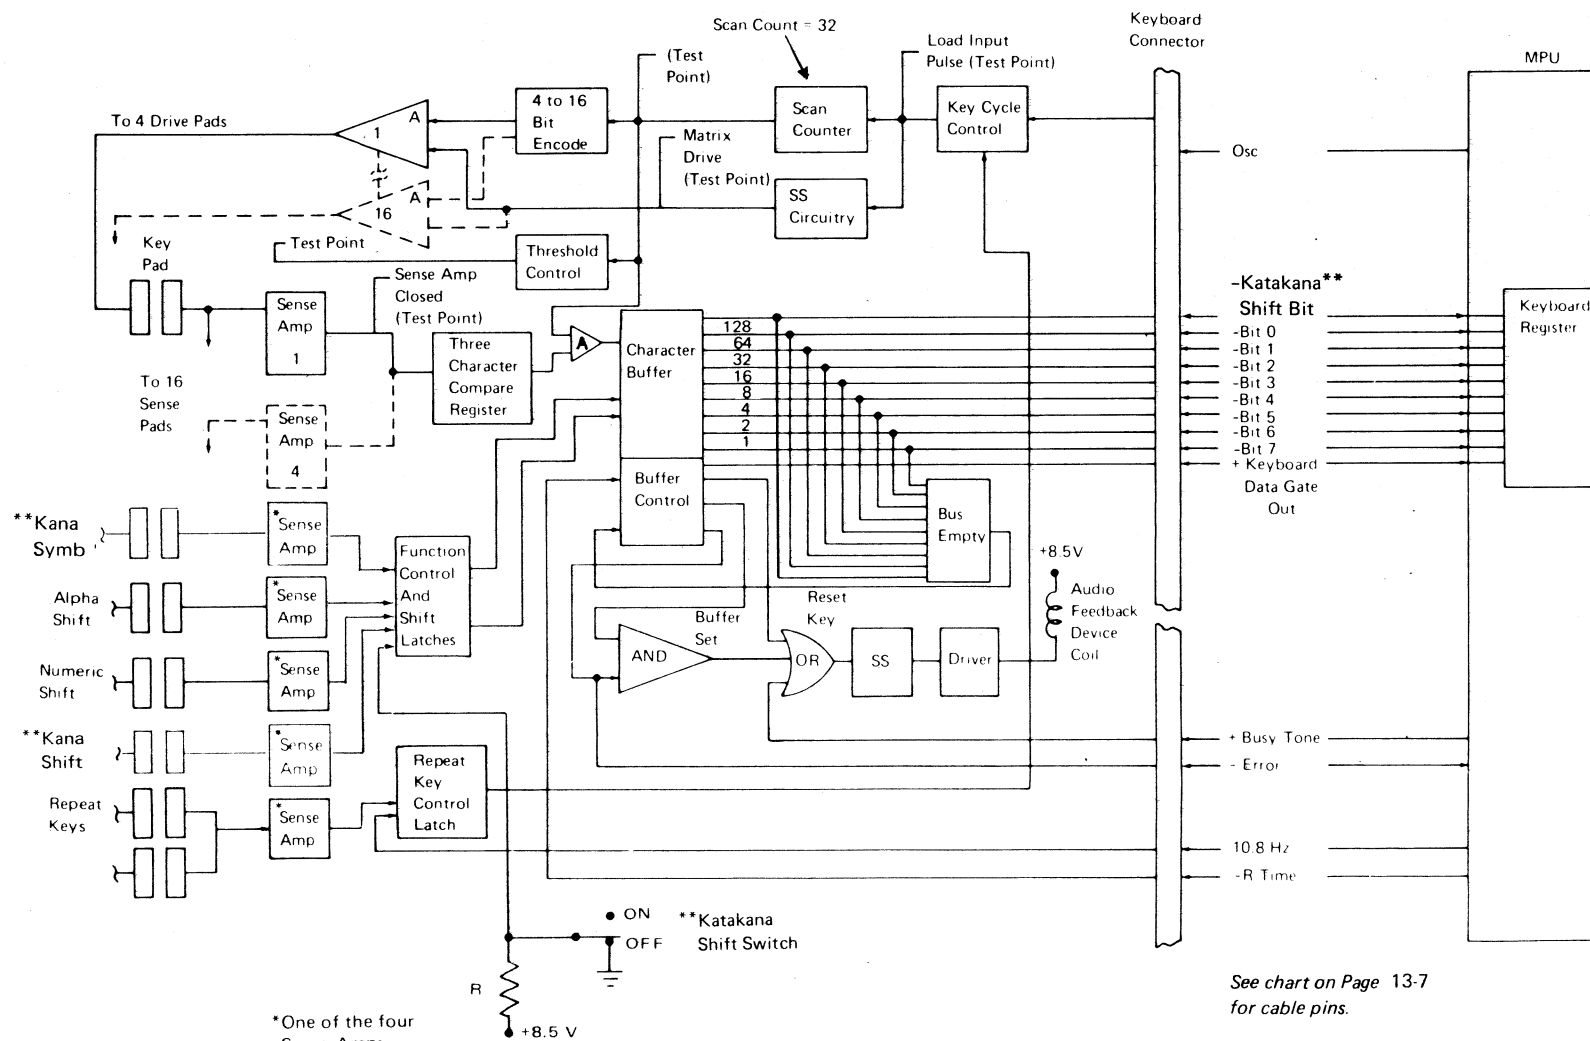 Scan Count = 32
Keyboard
Connector
MPU
(Test
Point)
Load Input
Pulse (Test Point)
4 to 16
Bit
Encode
Scan
Counter
Key Cycle
Control
To 4 Drive Pads
A
1
Matrix
Drive
(Test Point)
Osc
A
16
SS
Circuitry
Key
Pad
Test Point
Threshold
Control
Sense Amp
Closed
(Test Point)
-Katakana**
Shift Bit
Keyboard
Register
Sense
Amp
1
Three
Character
Compare
Register
A
Character
Buffer
128
64
32
16
8
4
2
1
-Bit 0
-Bit 1
-Bit 2
-Bit 3
-Bit 4
-Bit 5
-Bit 6
-Bit 7
+ Keyboard
Data Gate
Out
To 16
Sense
Pads
Sense
Amp
4
Buffer
Control
Bus
Empty
**Kana
Symb
*Sense
Amp
Function
Control
And
Shift
Latches
+8.5V
Audio
Feedback
Device
Coil
Alpha
Shift
*Sense
Amp
Reset
Key
Buffer
Set
AND
OR
SS
Driver
Numeric
Shift
*Sense
Amp
**Kana
Shift
*Sense
Amp
+ Busy Tone
- Error
Repeat
Key
Control
Latch
Repeat
Keys
*Sense
Amp
10.8 Hz
-R Time
ON
OFF
**Katakana
Shift Switch
R
+8.5 V
See chart on Page 13-7
for cable pins.
*One of the four